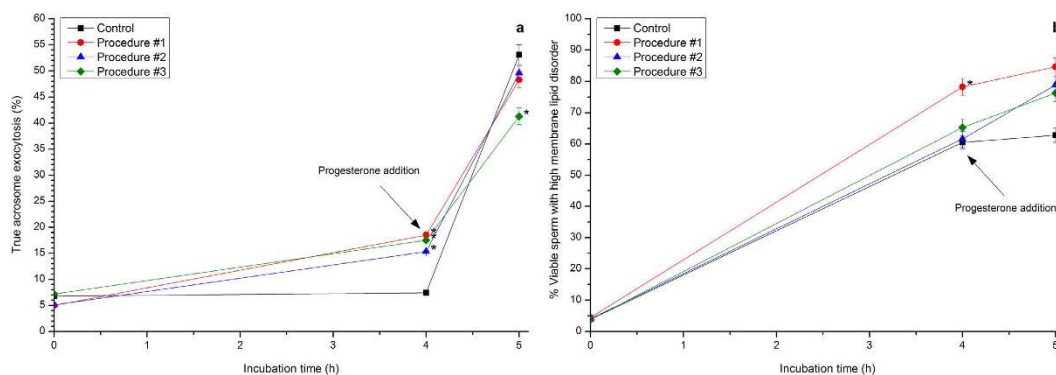 a
Control
Procedure #1
Procedure #2
Procedure #3
True acrosome exocytosis (%)
60
55
50
45
40
35
30
25
20
15
10
5
0
Progesterone addition
*
*
*
*
0 1 2 3 4 5
Incubation time (h)
b
Control
Procedure #1
Procedure #2
Procedure #3
% Viable sperm with high membrane lipid disorder
100
90
80
70
60
50
40
30
20
10
0
*
Progesterone addition
0 1 2 3 4 5
Incubation time (h)